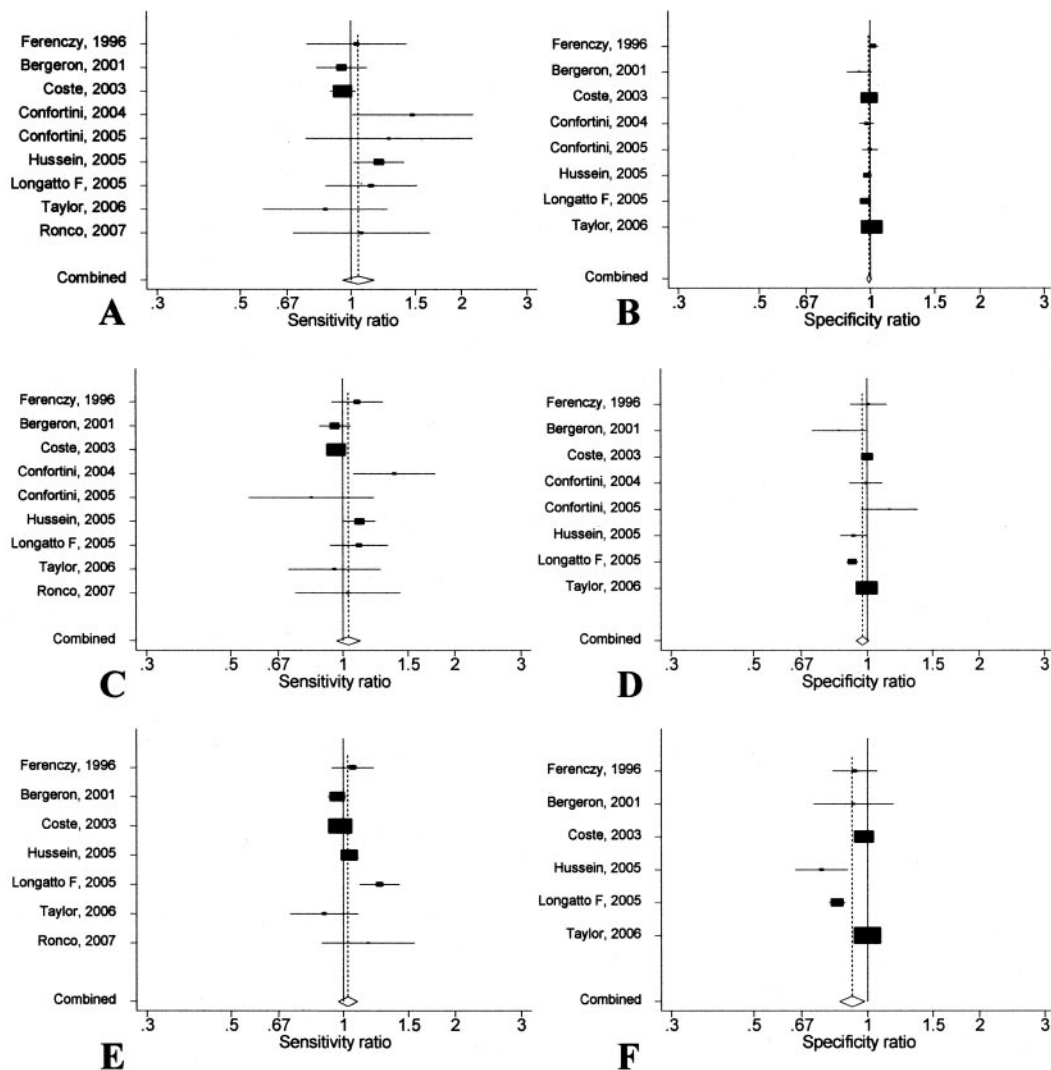 Ferenczy, 1996
Bergeron, 2001
Coste, 2003
Confortini, 2004
Confortini, 2005
Hussein, 2005
Longatto F, 2005
Taylor, 2006
Ronco, 2007
Combined
.3 .5 .67 1 1.5 2 3
Sensitivity ratio
A
Ferenczy, 1996
Bergeron, 2001
Coste, 2003
Confortini, 2004
Confortini, 2005
Hussein, 2005
Longatto F, 2005
Taylor, 2006
Combined
.3 .5 .67 1 1.5 2 3
Specificity ratio
B
Ferenczy, 1996
Bergeron, 2001
Coste, 2003
Confortini, 2004
Confortini, 2005
Hussein, 2005
Longatto F, 2005
Taylor, 2006
Ronco, 2007
Combined
.3 .5 .67 1 1.5 2 3
Sensitivity ratio
C
Ferenczy, 1996
Bergeron, 2001
Coste, 2003
Confortini, 2004
Confortini, 2005
Hussein, 2005
Longatto F, 2005
Taylor, 2006
Combined
.3 .5 .67 1 1.5 2 3
Specificity ratio
D
Ferenczy, 1996
Bergeron, 2001
Coste, 2003
Hussein, 2005
Longatto F, 2005
Taylor, 2006
Ronco, 2007
Combined
.3 .5 .67 1 1.5 2 3
Sensitivity ratio
E
Ferenczy, 1996
Bergeron, 2001
Coste, 2003
Hussein, 2005
Longatto F, 2005
Taylor, 2006
Combined
.3 .5 .67 1 1.5 2 3
Specificity ratio
F